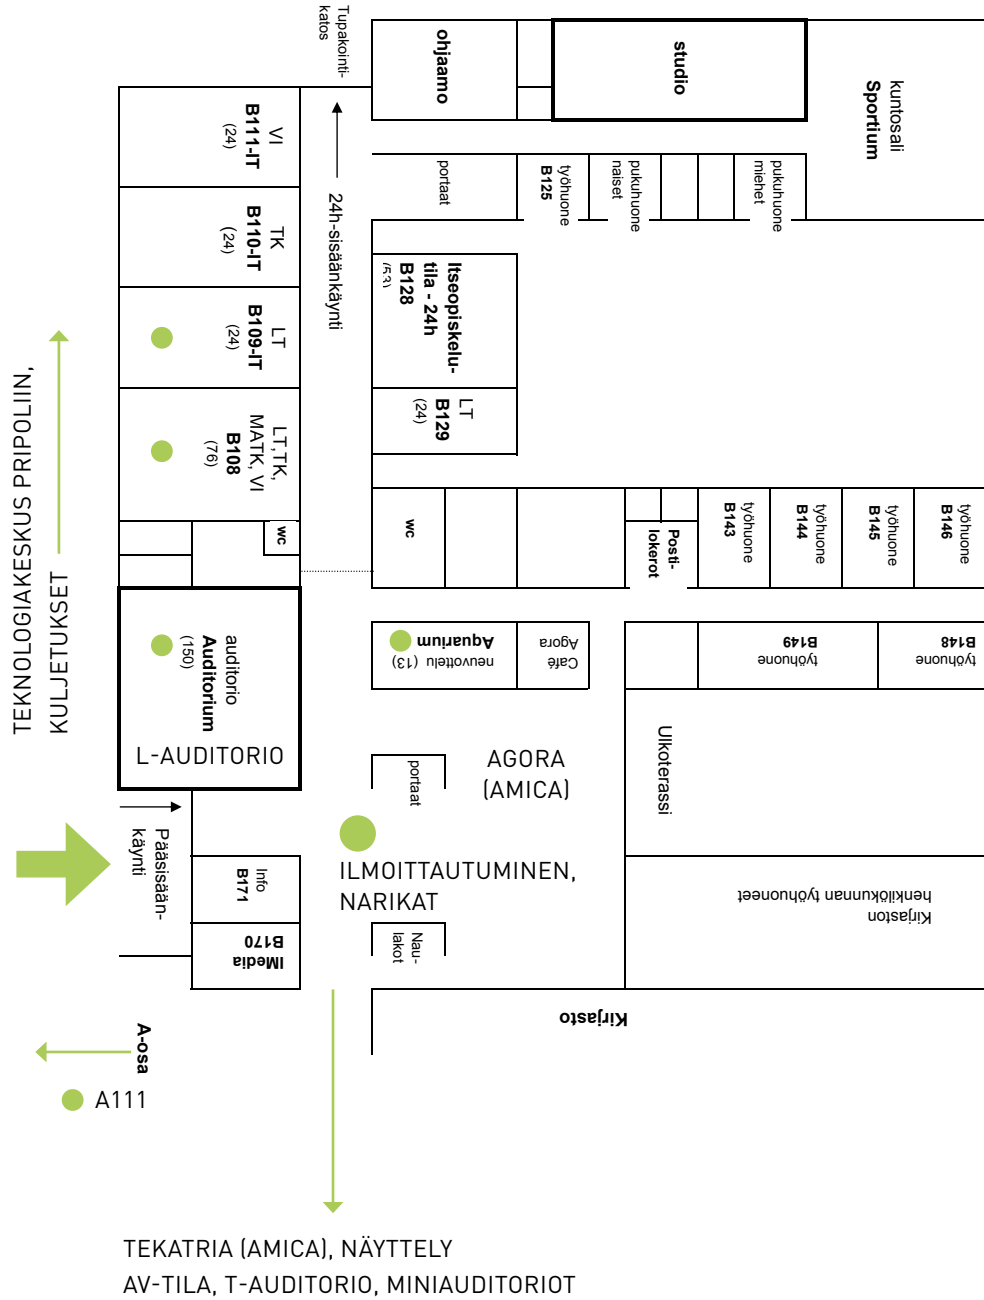 Tupakointi-
katos
ohjaamo
studio
kuntosali
Sportium
VI
B111-IT
(24)
24h-sisäänkäynti
portaat
työhuone
B125
pukuhuone
naiset
pukuhuone
miehet
TK
B110-IT
(24)
LT
B109-IT
(24)
Itseopiskelu-
tila - 24h
B128
(53)
LT
B129
(24)
LT,TK,
MATK, VI
B108
(76)
wc
wc
Posti-
lokerot
työhuone
B143
työhuone
B144
työhuone
B145
työhuone
B146
TEKNOLOGIAKESKUS PRIPOLIIN,
KULJETUKSET
auditorio
Auditorium
(150)
L-AUDITORIO
neuvottelu (13)
Aquarium
Café
Agora
työhuone
B149
työhuone
B148
AGORA
(AMICA)
portaat
Ulkoterassi
Pääsisään-
käynti
Info
B171
IMedia
B170
ILMOITTAUTUMINEN,
NARIKAT
Nau-
lakot
Kirjaston
henkilökunnan työhuoneet
Kirjasto
A-osa
A111
TEKATRIA (AMICA), NÄYTTELY
AV-TILA, T-AUDITORIO, MINIAUDITORIOT